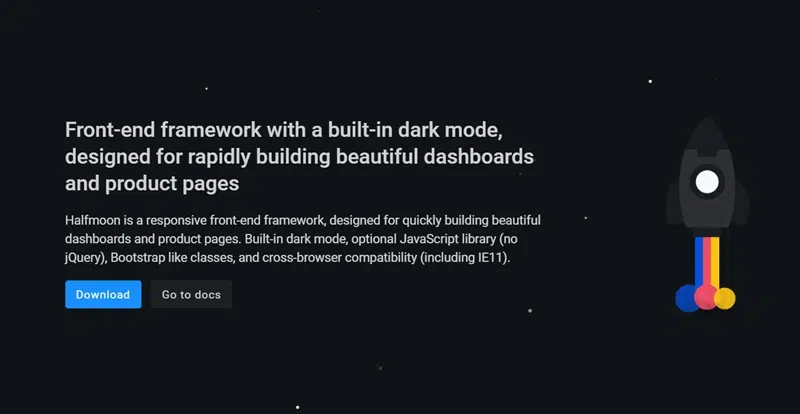 Front-end framework with a built-in dark mode,
designed for rapidly building beautiful dashboards
and product pages
Halfmoon is a responsive front-end framework, designed for quickly building beautiful
dashboards and product pages. Built-in dark mode, optional JavaScript library (no
jQuery), Bootstrap like classes, and cross-browser compatibility (including IE11).
Download
Go to docs